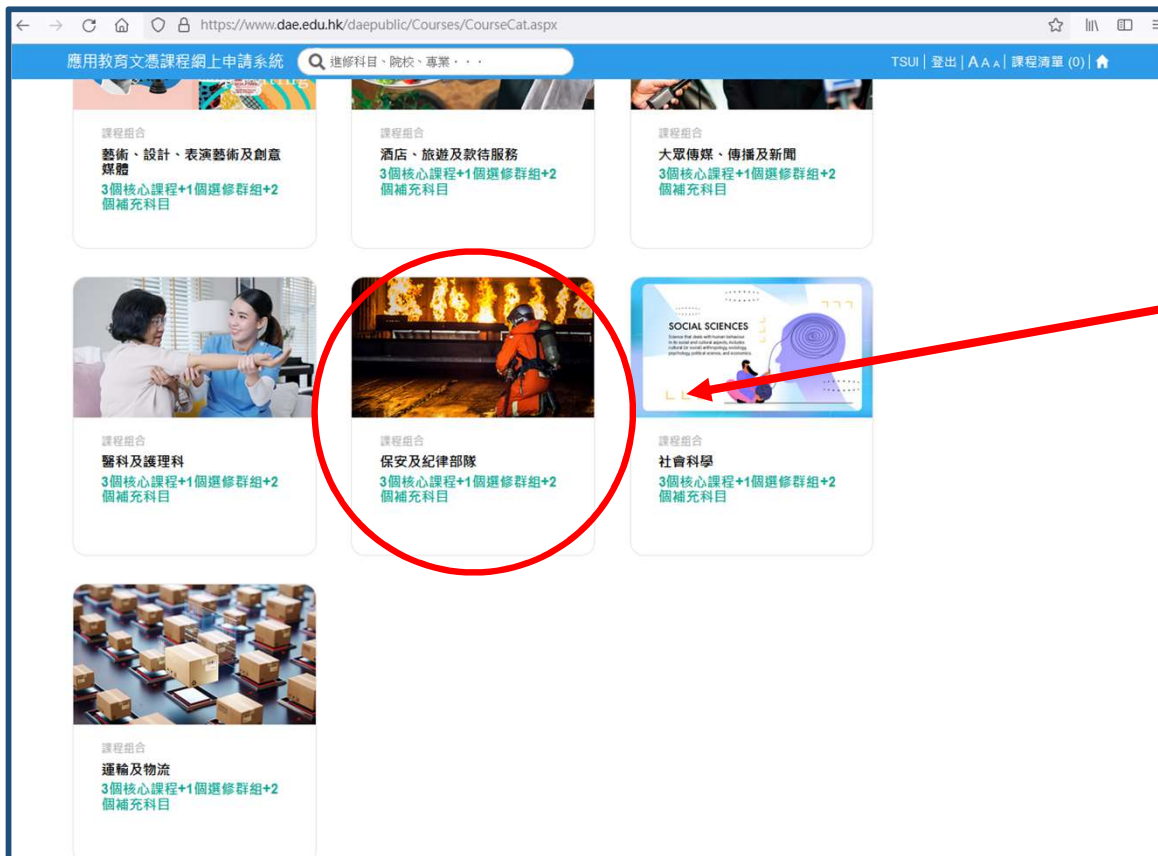 https://www.dae.edu.hk/daepublic/Courses/CourseCat.aspx
應用教育文憑課程網上申請系統
進修科目、院校、專業・・・
TSUI | 登出 | A A A | 課程清單 (0) |
課程組合
藝術、設計、表演藝術及創意
媒體
3個核心課程+1個選修群組+2
個補充科目
課程組合
酒店、旅遊及款待服務
3個核心課程+1個選修群組+2
個補充科目
課程組合
大眾傳媒、傳播及新聞
3個核心課程+1個選修群組+2
個補充科目
SOCIAL SCIENCES
課程組合
醫科及護理科
3個核心課程+1個選修群組+2
個補充科目
課程組合
保安及紀律部隊
3個核心課程+1個選修群組+2
個補充科目
課程組合
社會科學
3個核心課程+1個選修群組+2
個補充科目
課程組合
運輸及物流
3個核心課程+1個選修群組+2
個補充科目